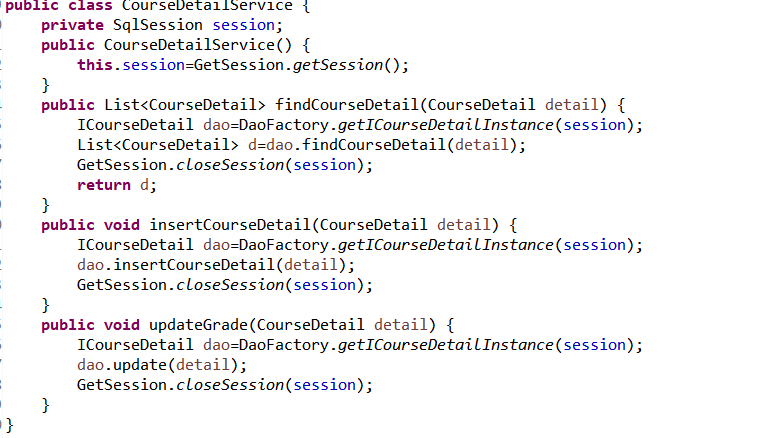 public class CourseDetailService {
    private SqlSession session;
    public CourseDetailService() {
        this.session=GetSession.getSession();
    }
    public List<CourseDetail> findCourseDetail(CourseDetail detail) {
        ICourseDetail dao=DaoFactory.getICourseDetailInstance(session);
        List<CourseDetail> d=dao.findCourseDetail(detail);
        GetSession.closeSession(session);
        return d;
    }
    public void insertCourseDetail(CourseDetail detail) {
        ICourseDetail dao=DaoFactory.getICourseDetailInstance(session);
        dao.insertCourseDetail(detail);
        GetSession.closeSession(session);
    }
    public void updateGrade(CourseDetail detail) {
        ICourseDetail dao=DaoFactory.getICourseDetailInstance(session);
        dao.update(detail);
        GetSession.closeSession(session);
    }
}